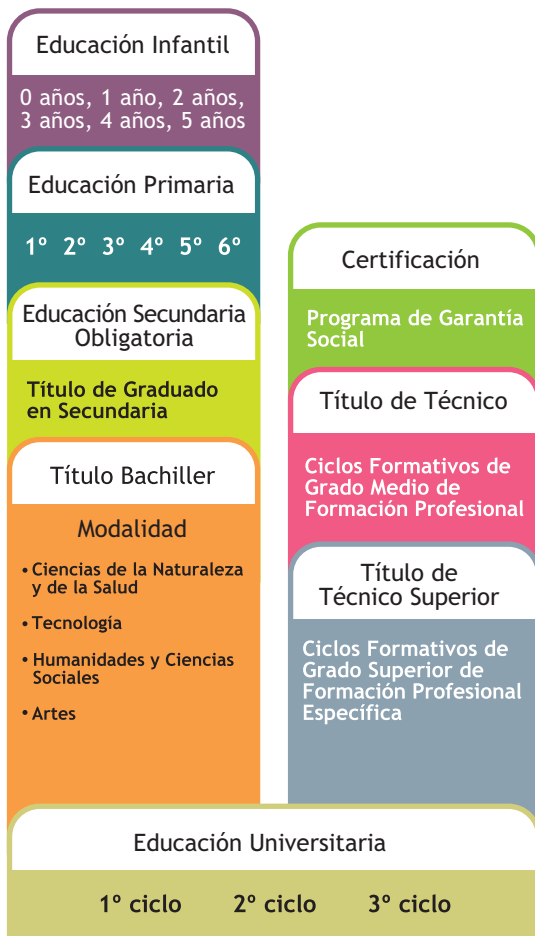 Educación Infantil
0 años, 1 año, 2 años,
3 años, 4 años, 5 años
Educación Primaria
1º 2º 3º 4º 5º 6º
Educación Secundaria
Obligatoria
Título de Graduado
en Secundaria
Título Bachiller
Modalidad
• Ciencias de la Naturaleza
y de la Salud
• Tecnología
• Humanidades y Ciencias
Sociales
• Artes
Certificación
Programa de Garantía
Social
Título de Técnico
Ciclos Formativos de
Grado Medio de
Formación Profesional
Título de
Técnico Superior
Ciclos Formativos de
Grado Superior de
Formación Profesional
Específica
Educación Universitaria
1º ciclo 2º ciclo 3º ciclo